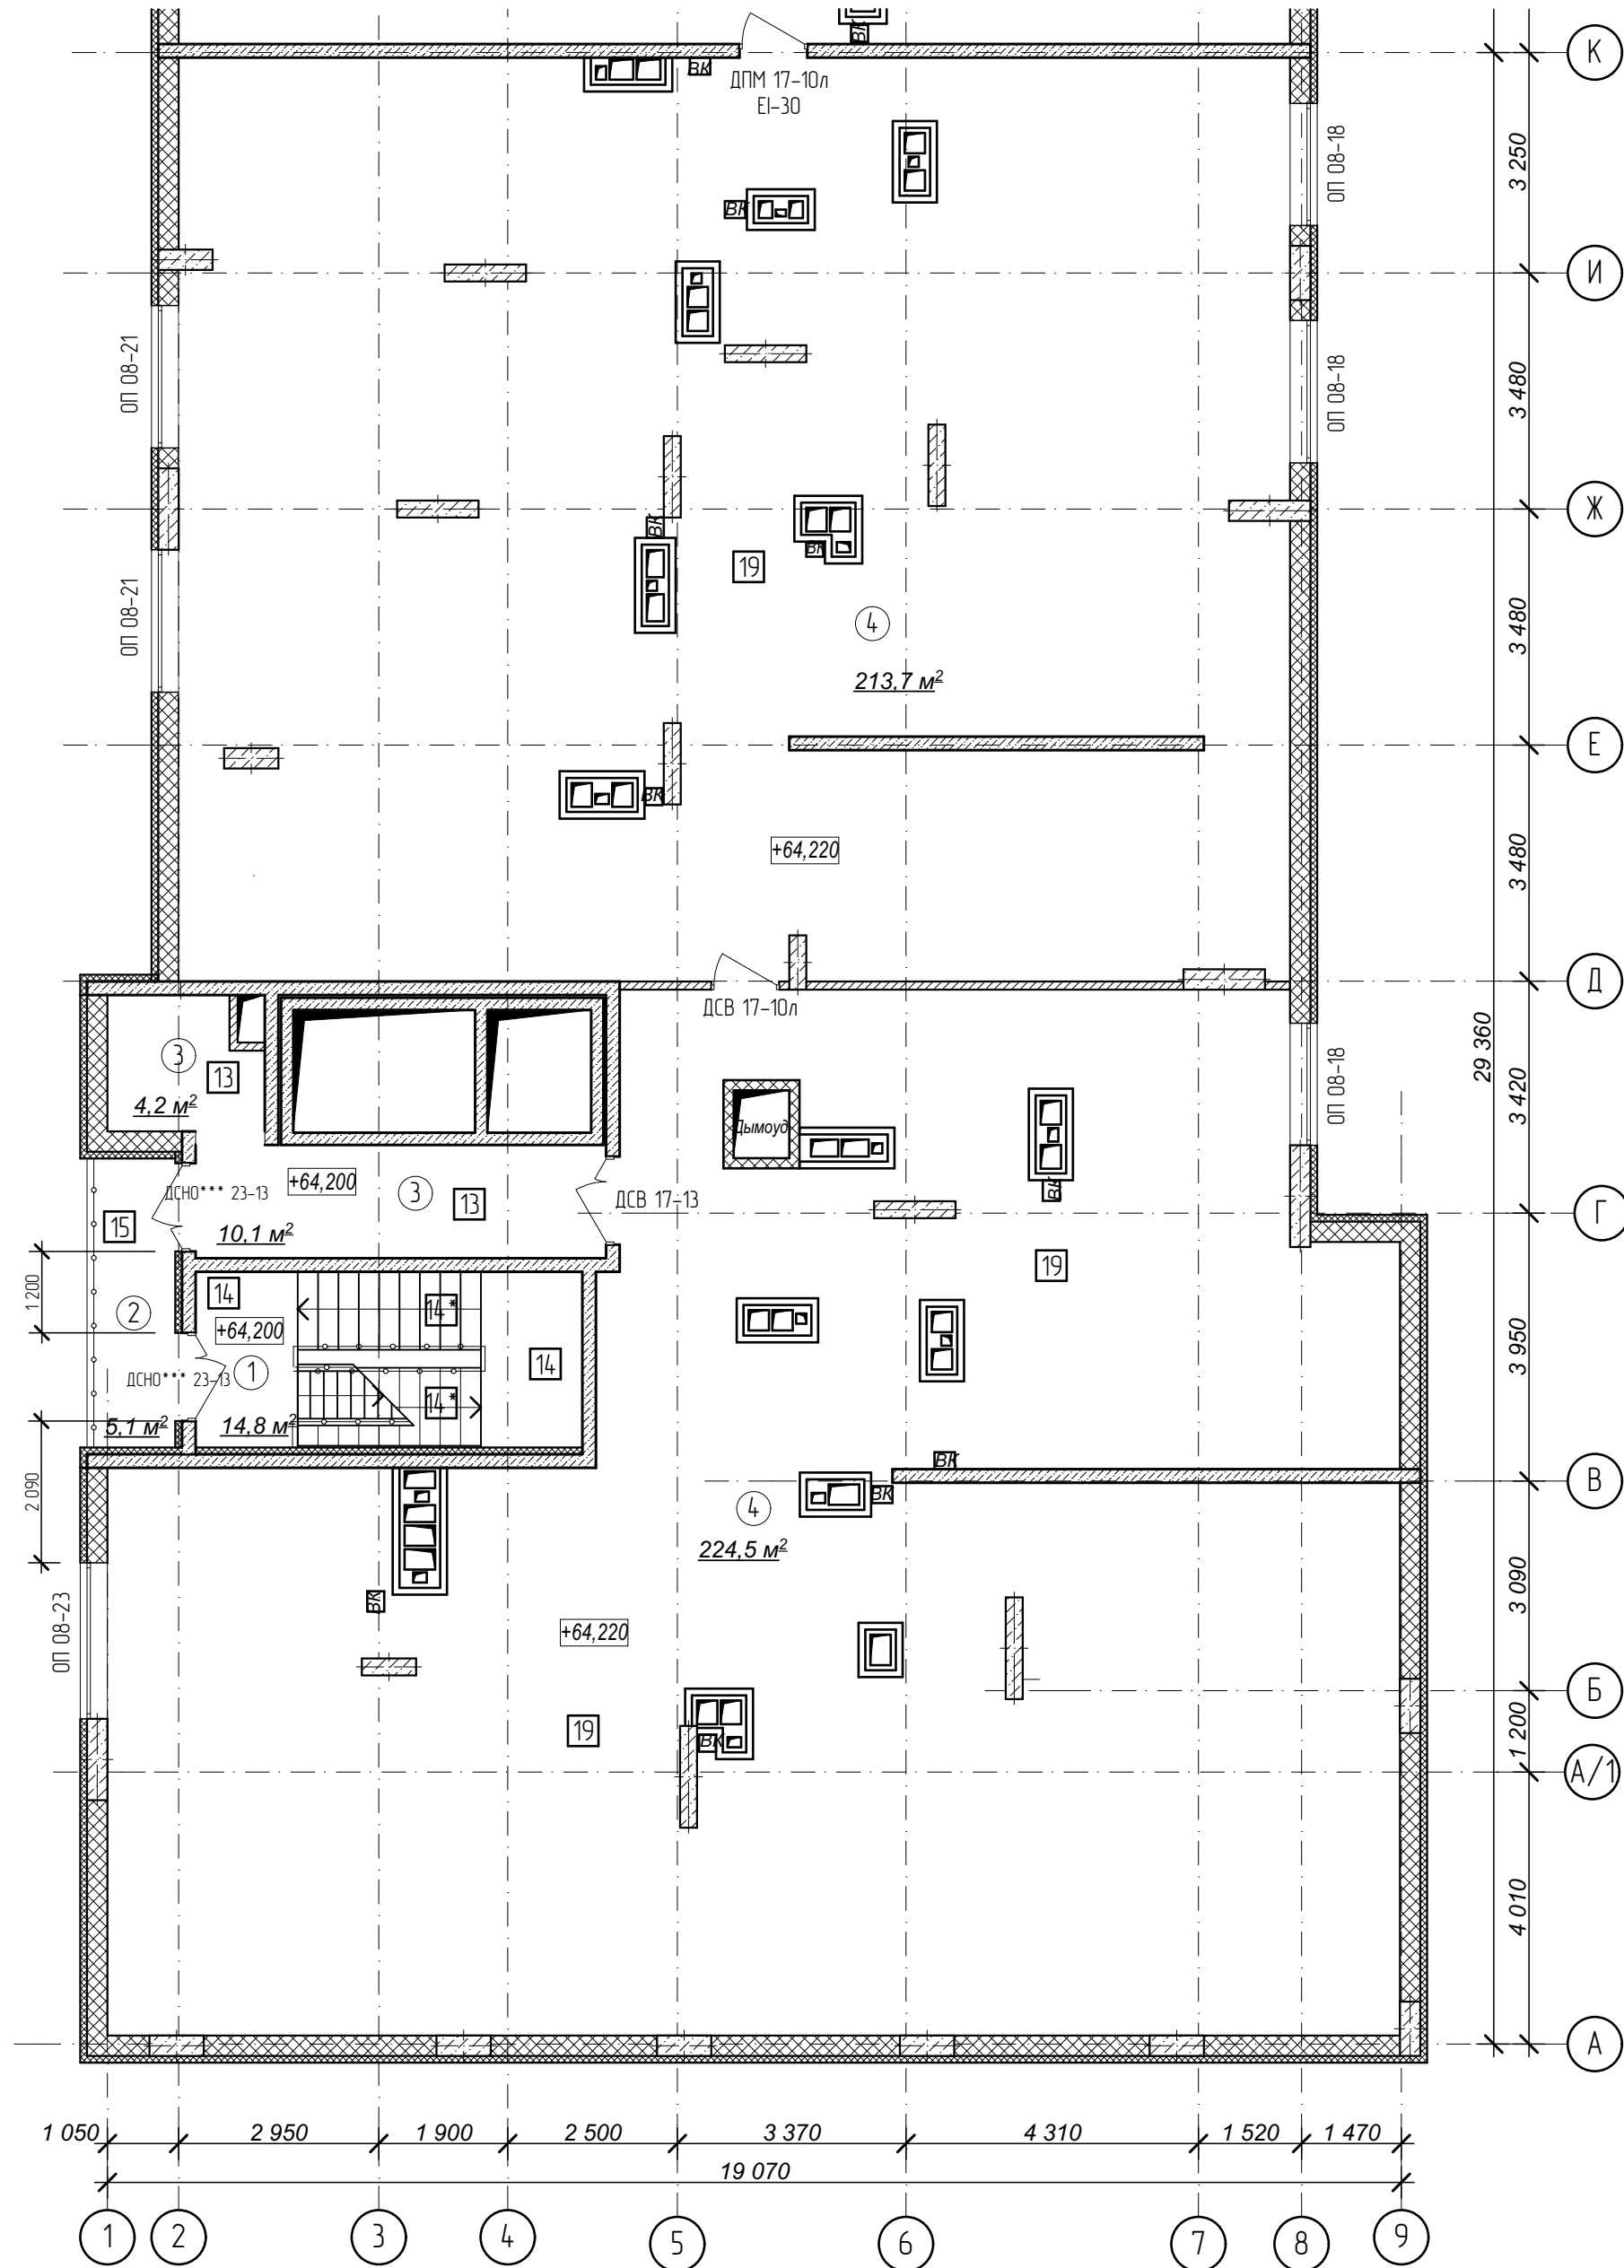 ВК
К
ВК
ДПМ 17-10л
EI-30
ОП 08-18
3 250
ВК
И
ОП 08-21
ОП 08-18
3 480
Ж
ВК
ВК
19
ОП 08-21
4
3 480
213,7 м²
Е
ВК
+64,220
3 480
Д
ДСВ 17-10л
29 360
3
13
4,2 м²
Дымоуд
ОП 08-18
3 420
+64,200
ДСНО*** 23-13
3
13
ДСВ 17-13
ВК
15
10,1 м²
Г
19
1 200
14
2
+64,200
14*
1
14
ДСНО*** 23-13
14*
3 950
5,1 м²
14,8 м²
ВК
2 090
4
ВК
В
224,5 м²
ВК
ОП 08-23
+64,220
3 090
Б
19
ВК
1 200
А/1
4 010
А
1 050
2 950
1 900
2 500
3 370
4 310
1 520
1 470
19 070
1
2
3
4
5
6
7
8
9